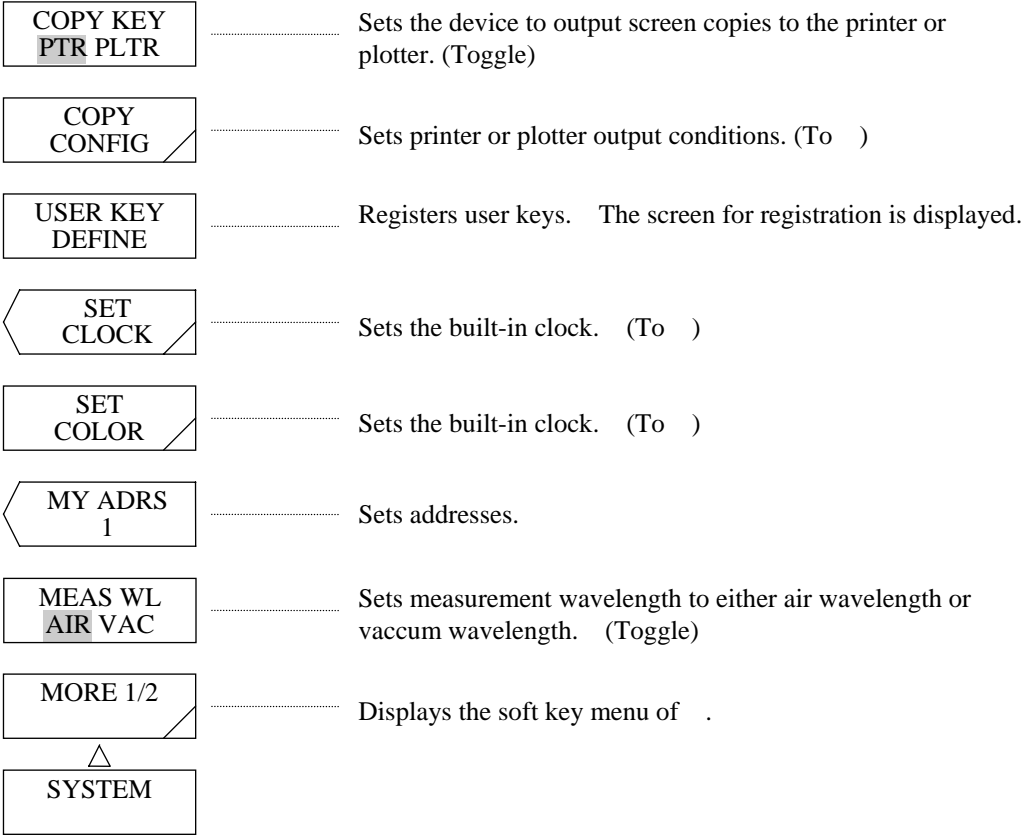 COPY KEY
PTR PLTR
Sets the device to output screen copies to the printer or
plotter. (Toggle)
COPY
CONFIG
Sets printer or plotter output conditions. (To )
USER KEY
DEFINE
Registers user keys. The screen for registration is displayed.
SET
CLOCK
Sets the built-in clock. (To )
SET
COLOR
Sets the built-in clock. (To )
MY ADRS
1
Sets addresses.
MEAS WL
AIR VAC
Sets measurement wavelength to either air wavelength or
vaccum wavelength. (Toggle)
MORE 1/2
Displays the soft key menu of .
SYSTEM